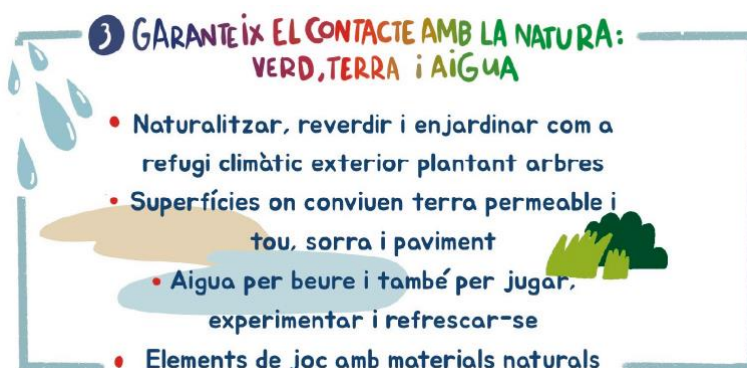 3 GARANTEIX EL CONTACTE AMB LA NATURA:
VERD, TERRA i AIGUA
• Naturalitzar, reverdir i enjardinar com a
refugi climàtic exterior plantant arbres
• Superfícies on conviuen terra permeable i
tou, sorra i paviment
• Aigua per beure i també per jugar,
experimentar i refrescar-se
• Elements de joc amb materials naturals